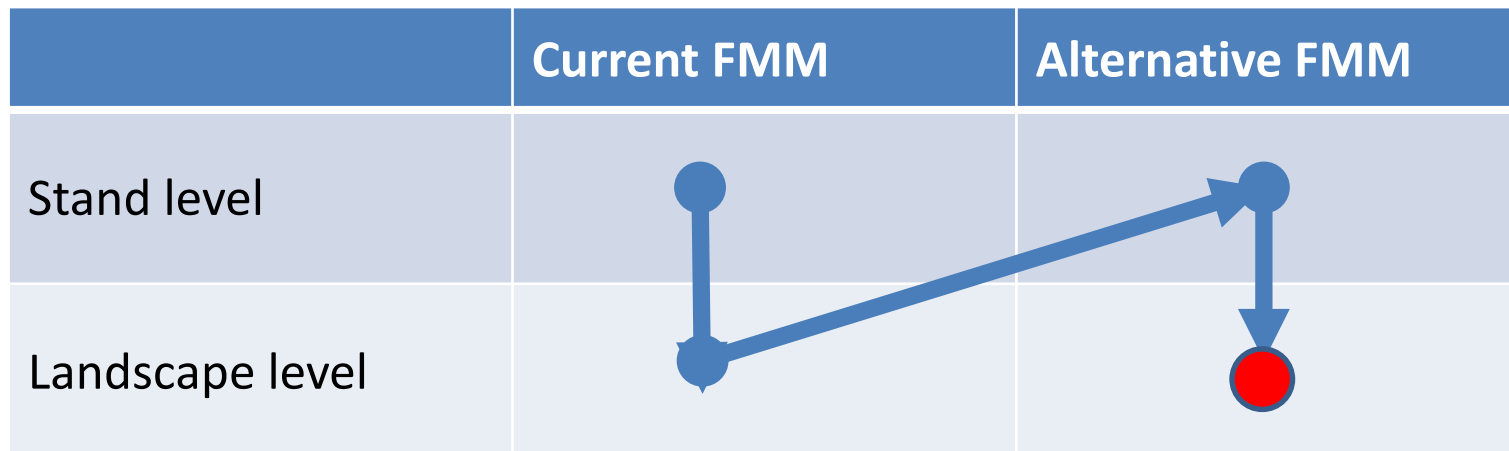 Current FMM
Alternative FMM
Stand level
Landscape level